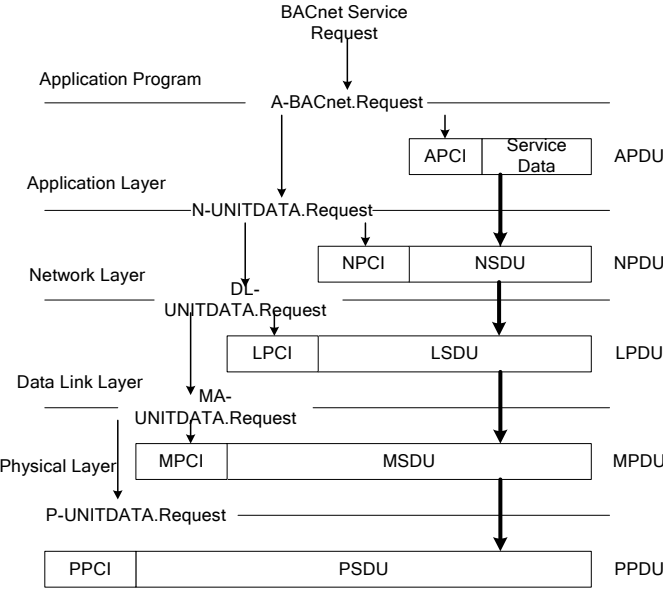 BACnet Service
Request
Application Program
A-BACnet.Request
APCI
Service
Data
APDU
Application Layer
N-UNITDATA.Request
NPCI
NSDU
NPDU
Network Layer
DL-
UNITDATA.Request
LPCI
LSDU
LPDU
Data Link Layer
MA-
UNITDATA.Request
Physical Layer
MPCI
MSDU
MPDU
P-UNITDATA.Request
PPCI
PSDU
PPDU